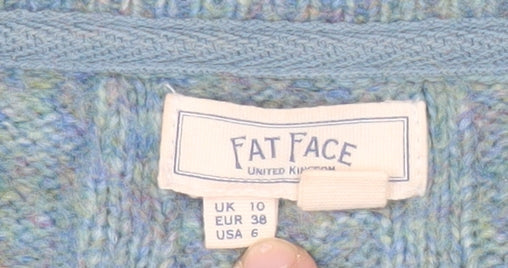 FAT FACE
UNITED KINGDOM
UK 10
EUR 38
USA 6